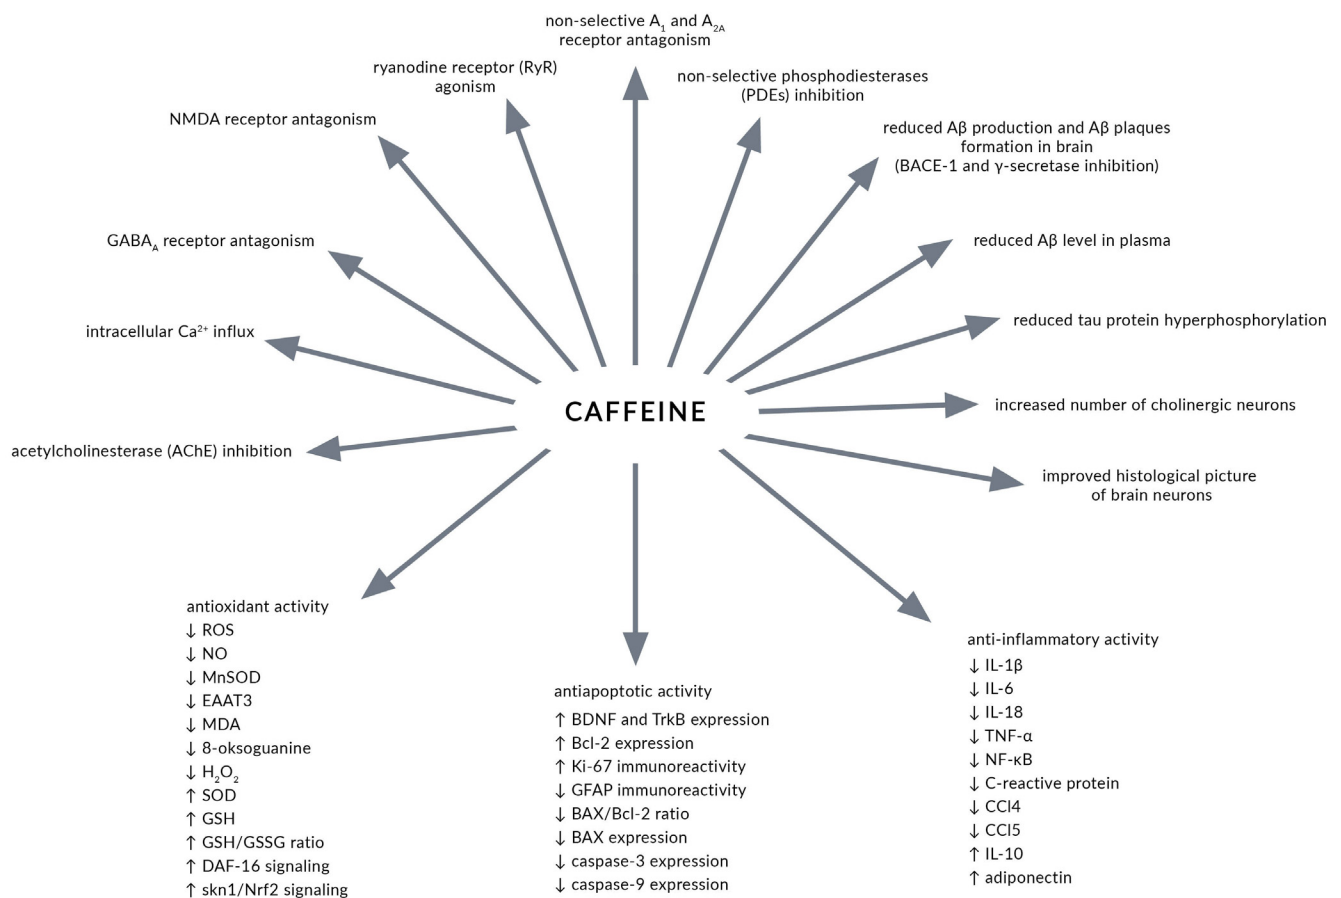 non-selective A₁ and A₂A
receptor antagonism
ryanodine receptor (RyR)
agonism
non-selective phosphodiesterases
(PDEs) inhibition
NMDA receptor antagonism
reduced Aβ production and Aβ plaques
formation in brain
(BACE-1 and γ-secretase inhibition)
GABAA receptor antagonism
reduced Aβ level in plasma
intracellular Ca²⁺ influx
reduced tau protein hyperphosphorylation
CAFFEINE
increased number of cholinergic neurons
acetylcholinesterase (AChE) inhibition
improved histological picture
of brain neurons
antioxidant activity
↓ ROS
↓ NO
↓ MnSOD
↓ EAAT3
↓ MDA
↓ 8-oksoguanine
↓ H₂O₂
↑ SOD
↑ GSH
↑ GSH/GSSG ratio
↑ DAF-16 signaling
↑ skn1/Nrf2 signaling
antiapoptotic activity
↑ BDNF and TrkB expression
↑ Bcl-2 expression
↑ Ki-67 immunoreactivity
↓ GFAP immunoreactivity
↓ BAX/Bcl-2 ratio
↓ BAX expression
↓ caspase-3 expression
↓ caspase-9 expression
anti-inflammatory activity
↓ IL-1β
↓ IL-6
↓ IL-18
↓ TNF-α
↓ NF-κB
↓ C-reactive protein
↓ CCl4
↓ CCl5
↑ IL-10
↑ adiponectin